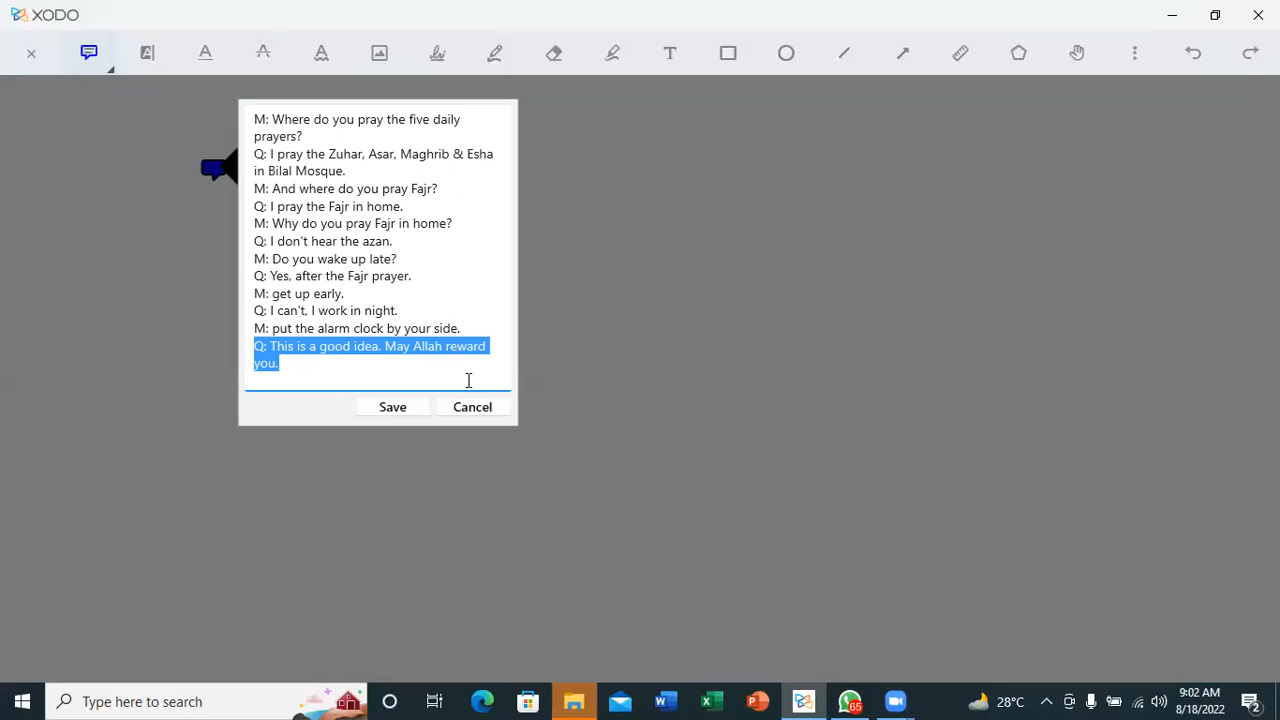 XODO
M: Where do you pray the five daily
prayers?
Q: I pray the Zuhar, Asar, Maghrib & Esha
in Bilal Mosque.
M: And where do you pray Fajr?
Q: I pray the Fajr in home.
M: Why do you pray Fajr in home?
Q: I don't hear the azan.
M: Do you wake up late?
Q: Yes, after the Fajr prayer.
M: get up early.
Q: I can't, I work in night.
M: put the alarm clock by your side.
Q: This is a good idea. May Allah reward
you.
Save Cancel
Type here to search
65
28°C
9:02 AM
8/18/2022
2